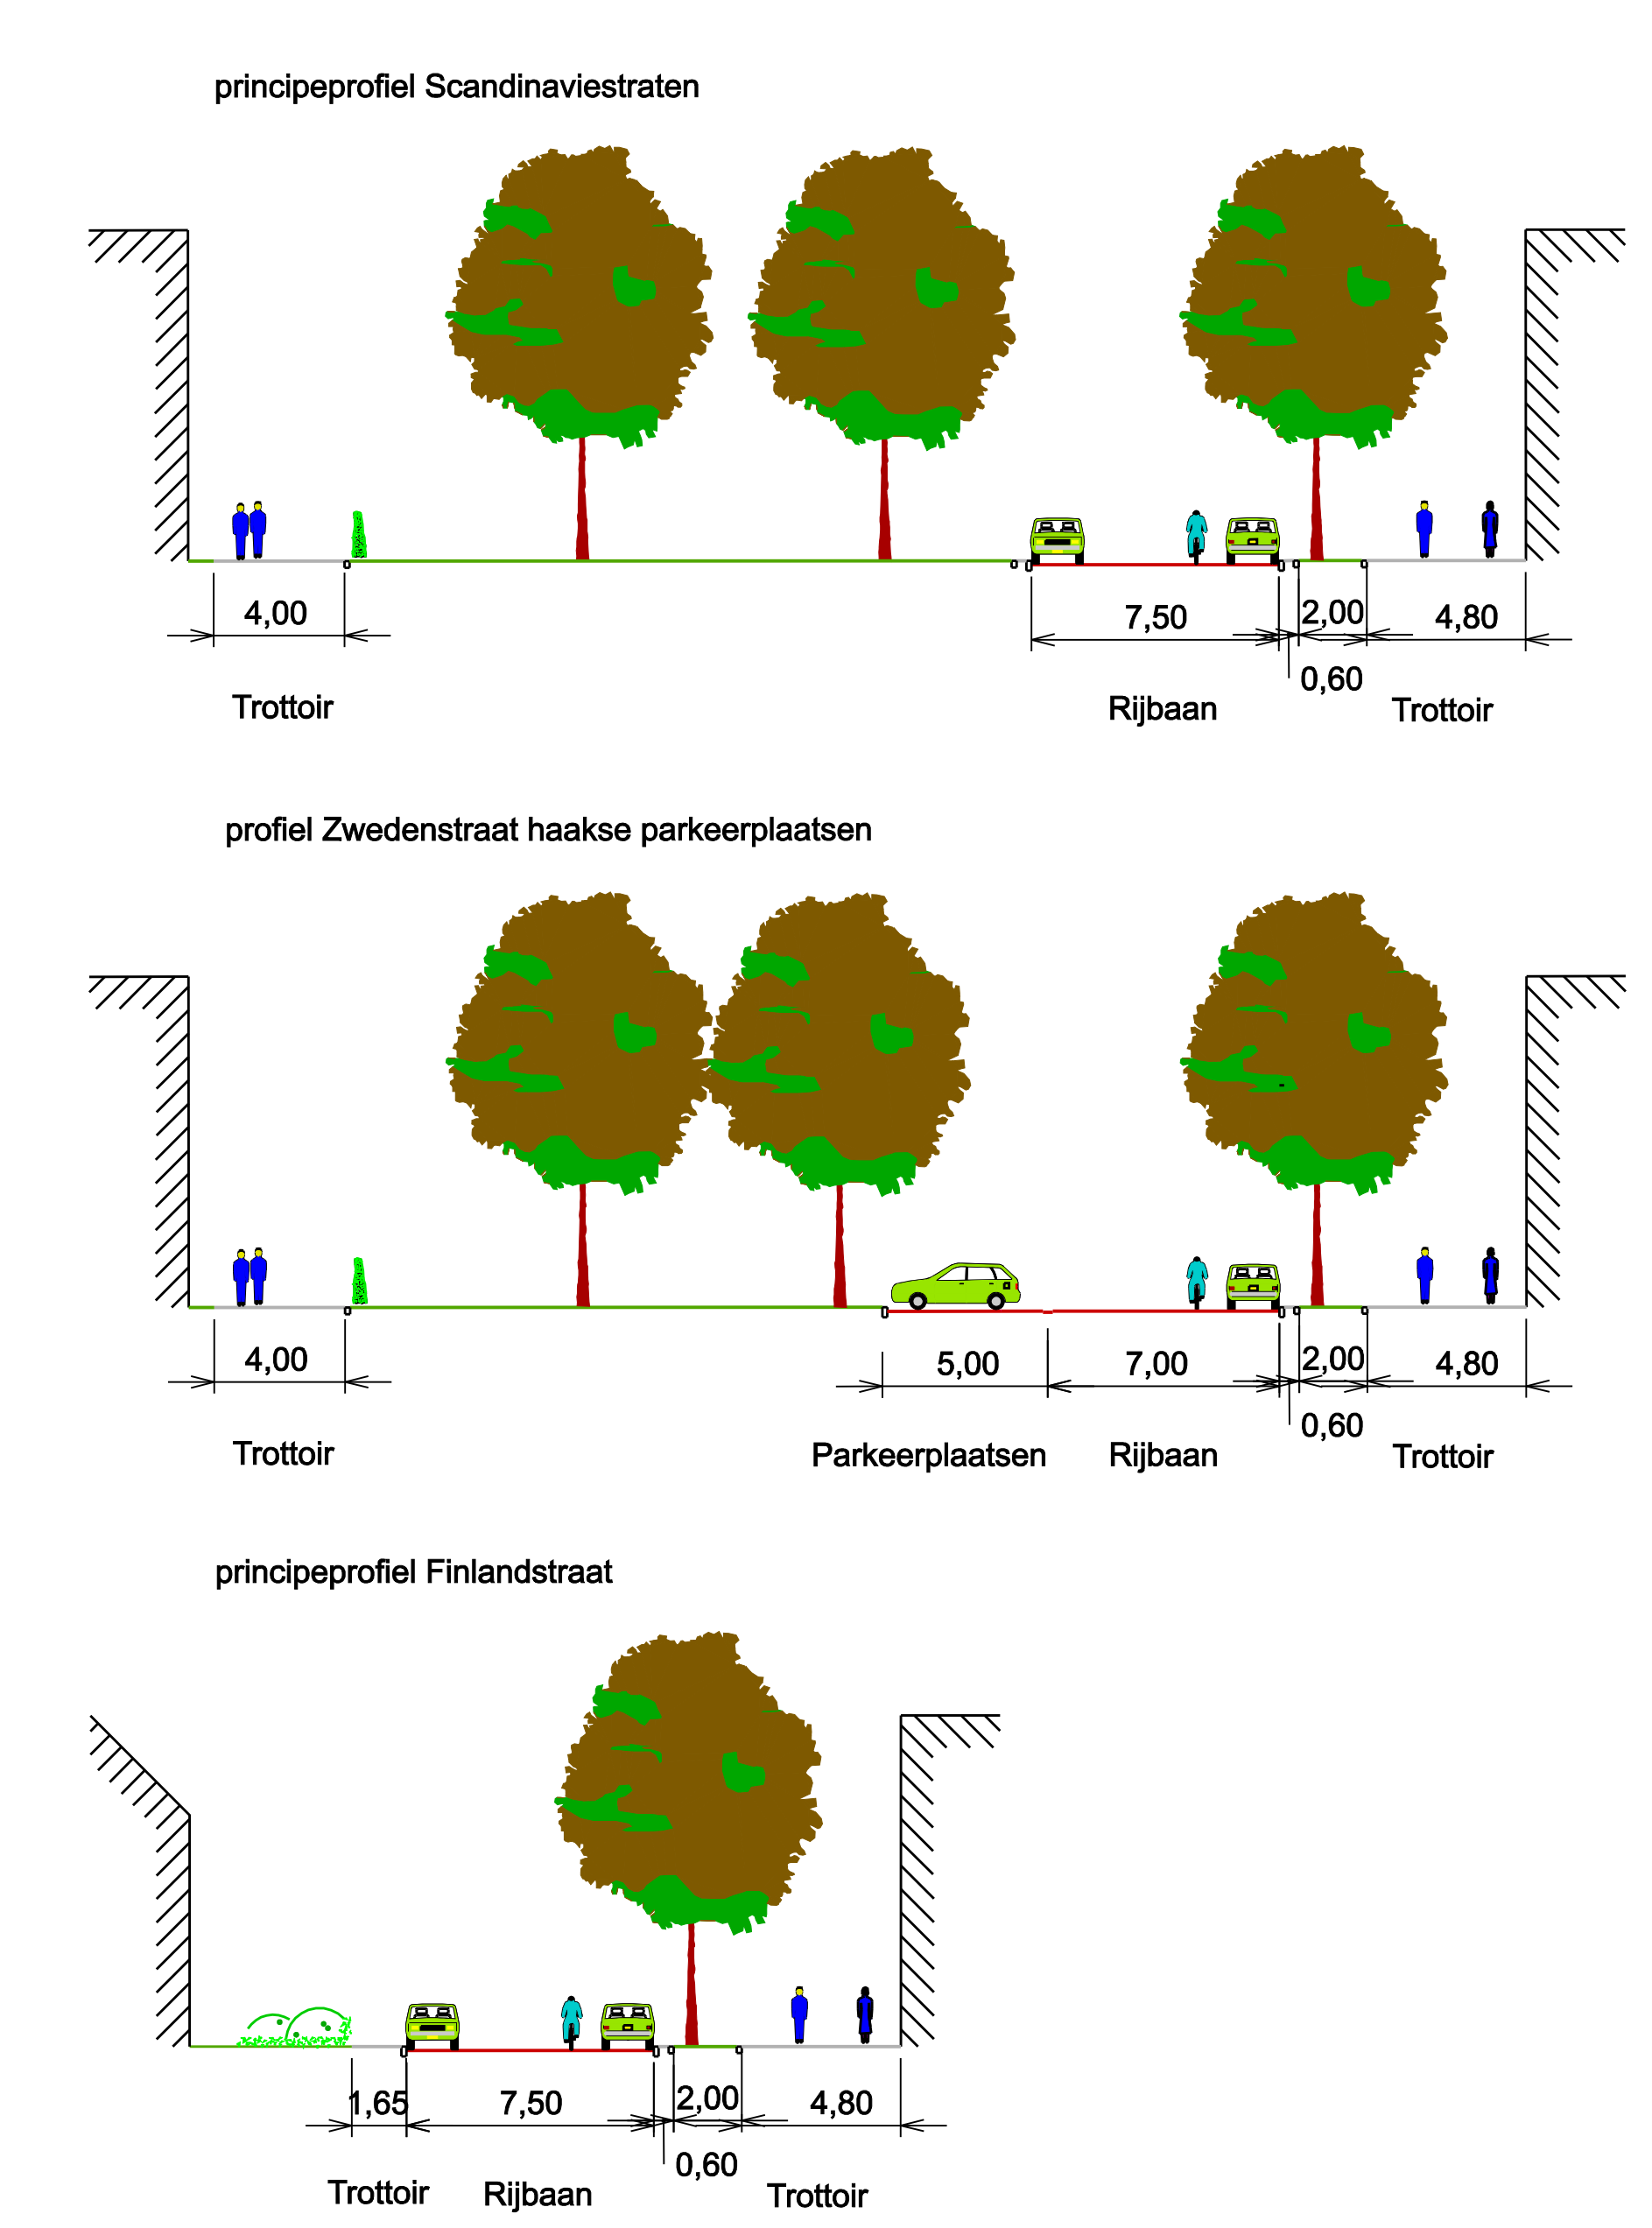 principeprofiel Scandinaviestraten
4,00
7,50
2,00
4,80
0,60
Trottoir
Rijbaan
Trottoir
profiel Zwedenstraat haakse parkeerplaatsen
4,00
5,00
7,00
2,00
4,80
0,60
Trottoir
Parkeerplaatsen
Rijbaan
Trottoir
principeprofiel Finlandstraat
1,65
7,50
2,00
4,80
0,60
Trottoir
Rijbaan
Trottoir